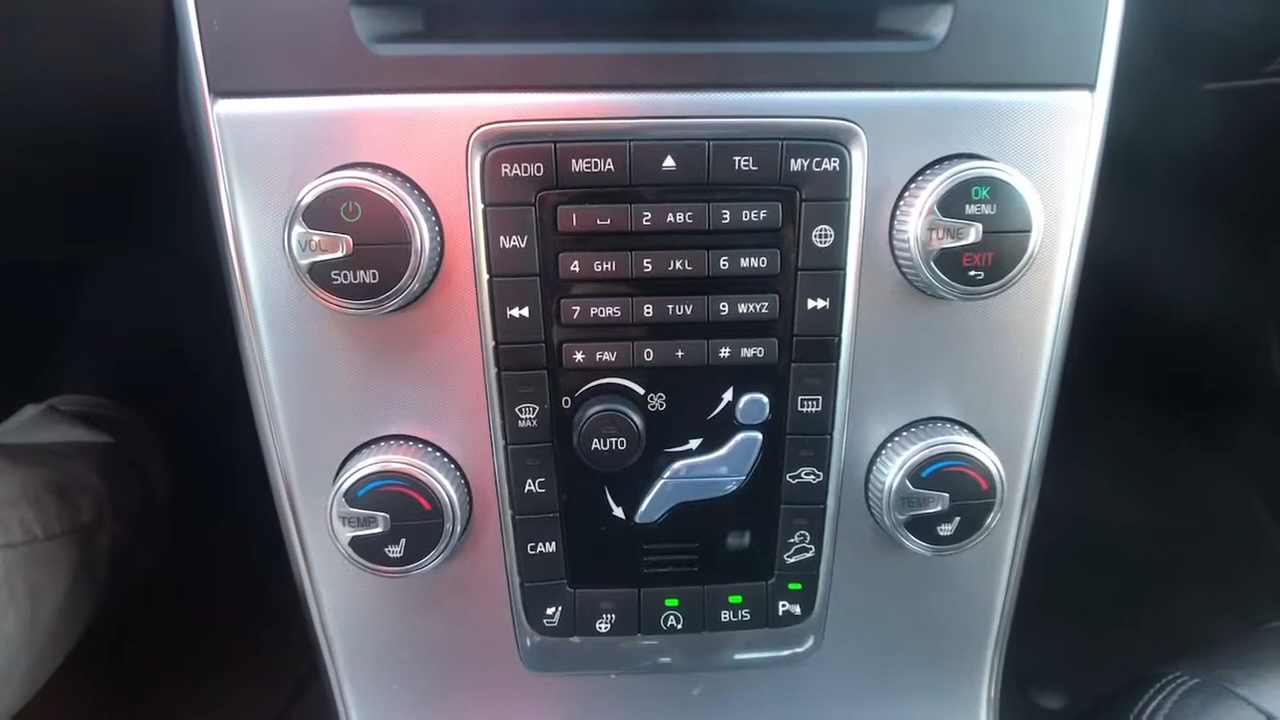 RADIO MEDIA TEL MY CAR
VOL
SOUND
OK
MENU
TUNE
EXIT
NAV
1 2 ABC 3 DEF
4 GHI 5 JKL 6 MNO
7 PQRS 8 TUV 9 WXYZ
* FAV 0 + # INFO
MAX
0
AUTO
AC
CAM
TEMP
TEMP
A
BLIS
P